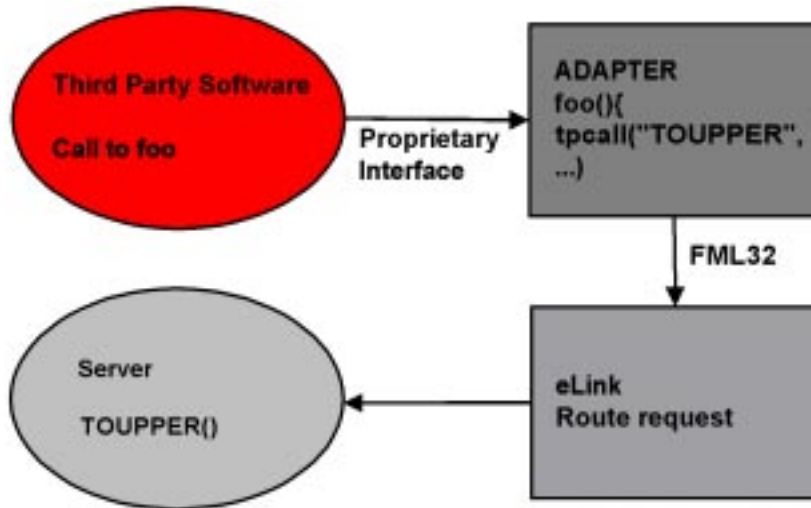 Third Party Software
Call to foo
Proprietary
Interface
ADAPTER
foo(){
tpcall("TOUPPER",
...)
FML32
eLink
Route request
Server
TOUPPER()